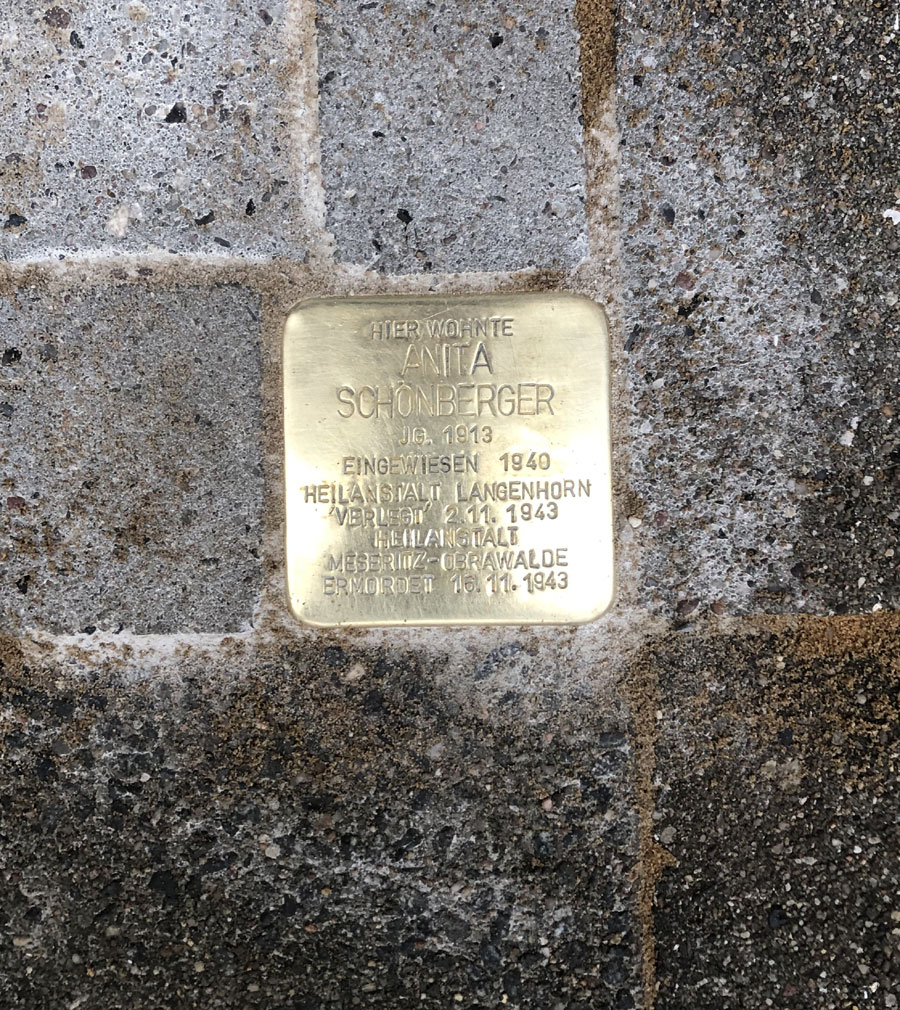 HIER WOHNTE
ANITA
SCHÖNBERGER
JG. 1913
EINGEWIESEN 1940
HEILANSTALT LANGENHORN
'VERLEGT' 2.11. 1943
HEILANSTALT
MESERITZ-OBRAWALDE
ERMORDET 16.11. 1943